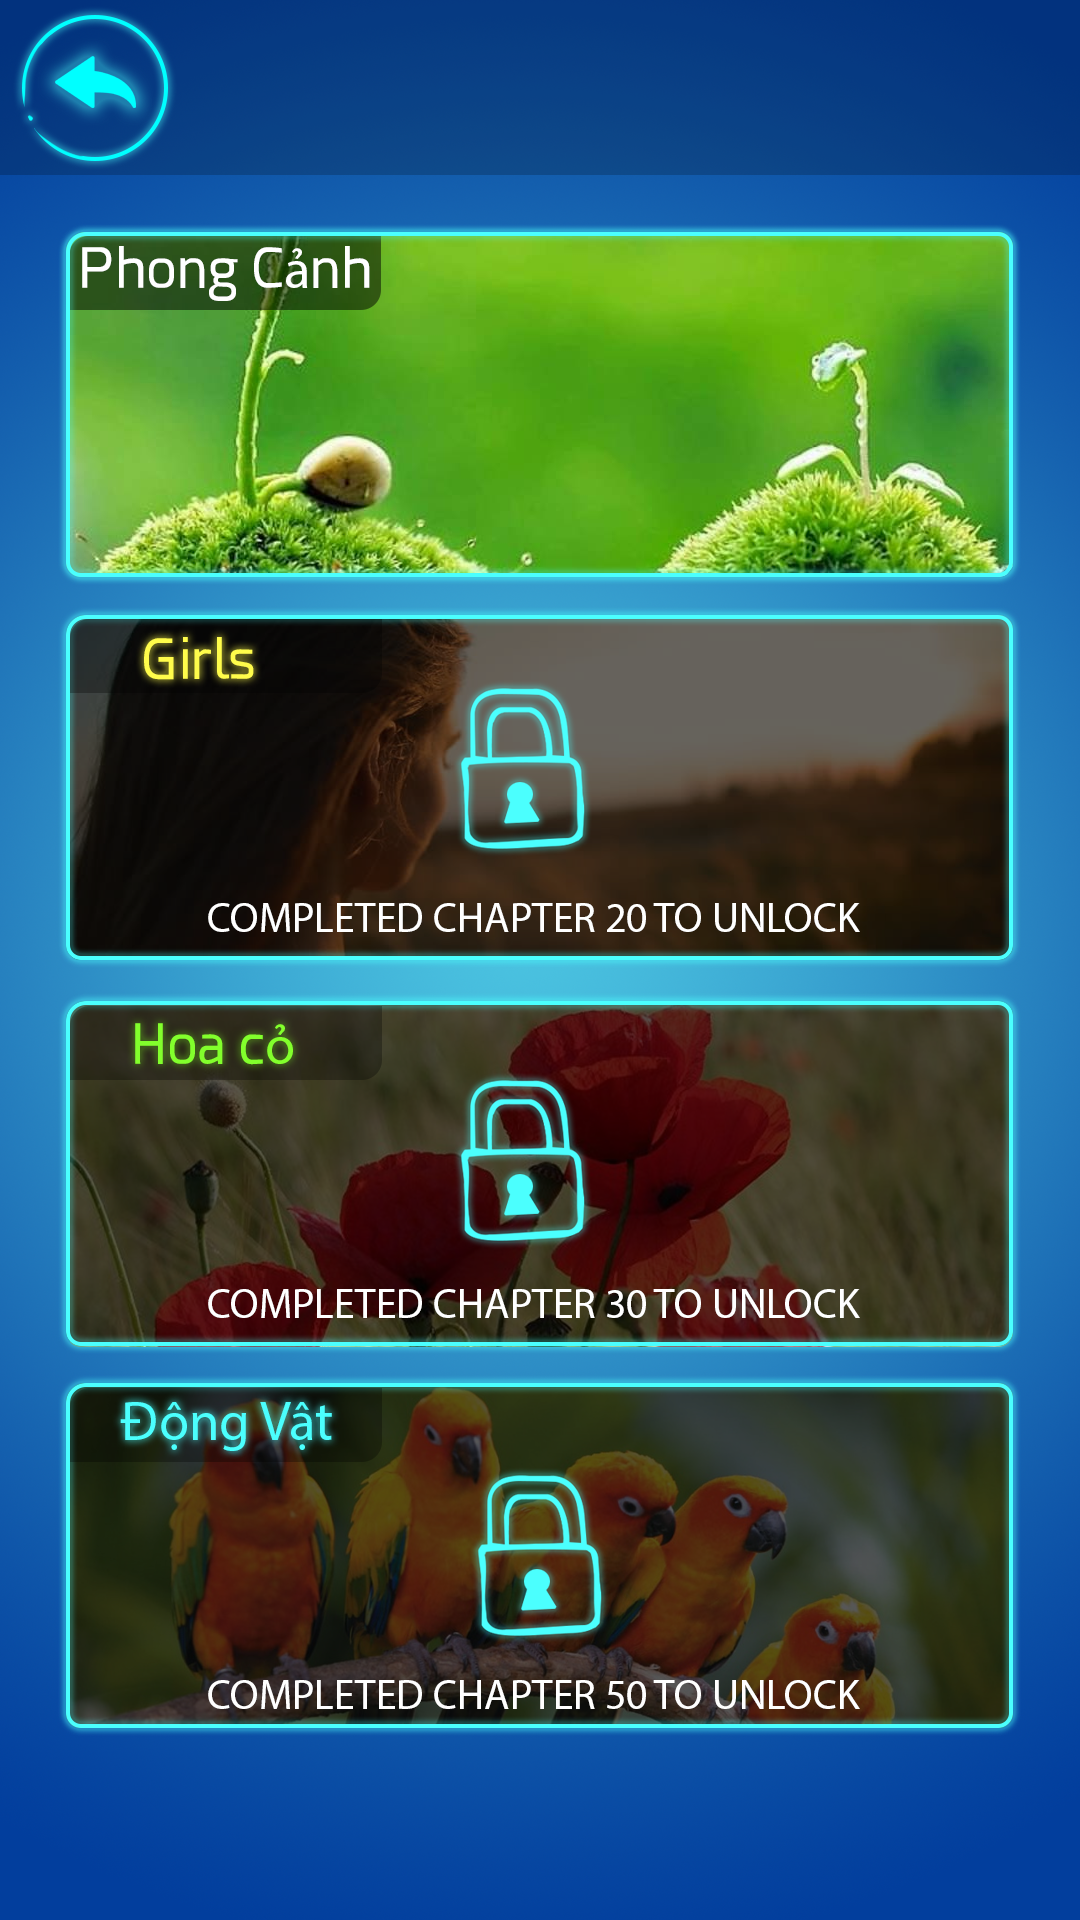 Phong Cảnh
Girls
COMPLETED CHAPTER 20 TO UNLOCK
Hoa cỏ
COMPLETED CHAPTER 30 TO UNLOCK
Động Vật
COMPLETED CHAPTER 50 TO UNLOCK